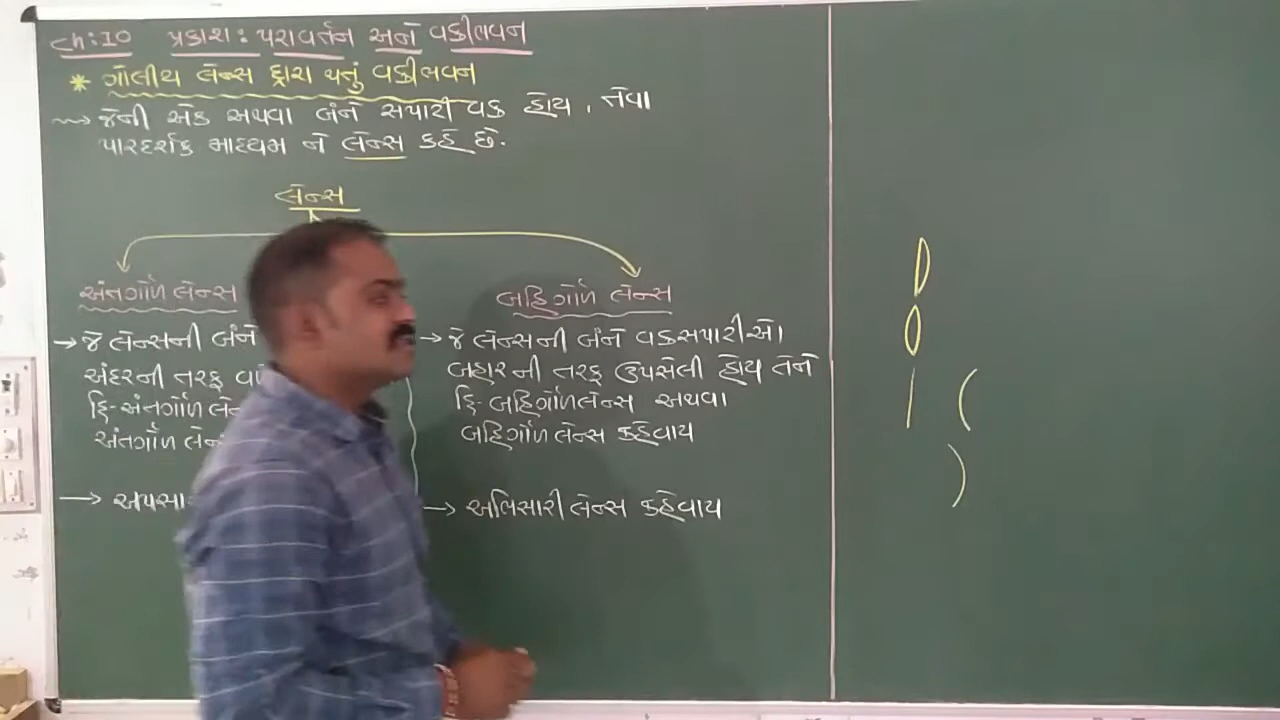 Ch:10 પ્રકાશ: પરાવર્તન અને વક્રીભવન
* ગોલીય લેન્સ દ્વારા થતું વક્રીભવન
જેની એક અથવા બંને સપાટી વક્ર હોય, તેવા
પારદર્શક માધ્યમ ને લેન્સ કહે છે.
લેન્સ
અંતર્ગોળ લેન્સ
→ જે લેન્સની બંને
અંદરની તરફ
દ્વિ-અંતર્ગોળ
અંતર્ગોળ
→
બહિર્ગોળ લેન્સ
→ જે લેન્સની બંને વક્રસપાટીઓ
બહારની તરફ ઉપસેલી હોય તેને
દ્વિ-બહિર્ગોળલેન્સ અથવા
બહિર્ગોળ લેન્સ કહેવાય
→ અભિસારી લેન્સ કહેવાય